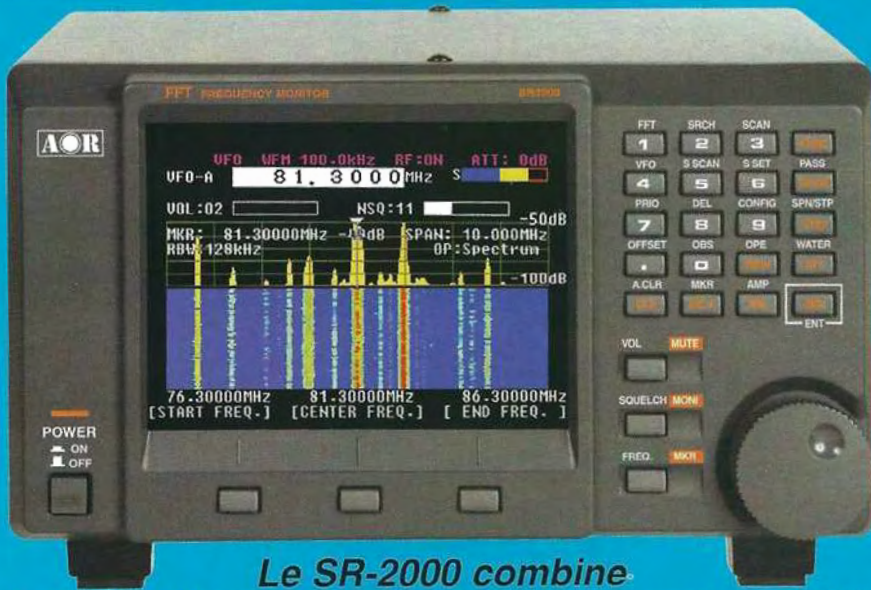 FFT FREQUENCY MONITOR SR2000
AOR
VFO WFM 100.0kHz RF:ON ATT: 0dB
VFO-A 81.3000MHz S
VOL:02 NSQ:11 -50dB
MKR: 81.30000MHz SPAN: 10.000MHz
RBW:128kHz OP:Spectrum
-100dB
76.30000MHz 81.30000MHz 86.30000MHz
[START FREQ.] [CENTER FREQ.] [ END FREQ. ]
POWER
ON
OFF
FFT SRCH SCAN
1 2 3
VFO S SCAN S SET PASS
4 5 6
PRIO DEL CONFIG SPN/STP
7 8 9
OFFSET OBS OPE WATER
. 0
A.CLR MKR AMP
ENT
VOL MUTE
SQUELCH MONI
FREQ. MKR
Le SR-2000 combine